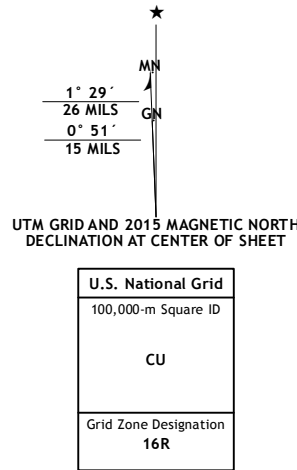 ★
MN
1° 29´
26 MILS
GN
0° 51´
15 MILS
UTM GRID AND 2015 MAGNETIC NORTH
DECLINATION AT CENTER OF SHEET
U.S. National Grid
100,000-m Square ID
CU
Grid Zone Designation
16R